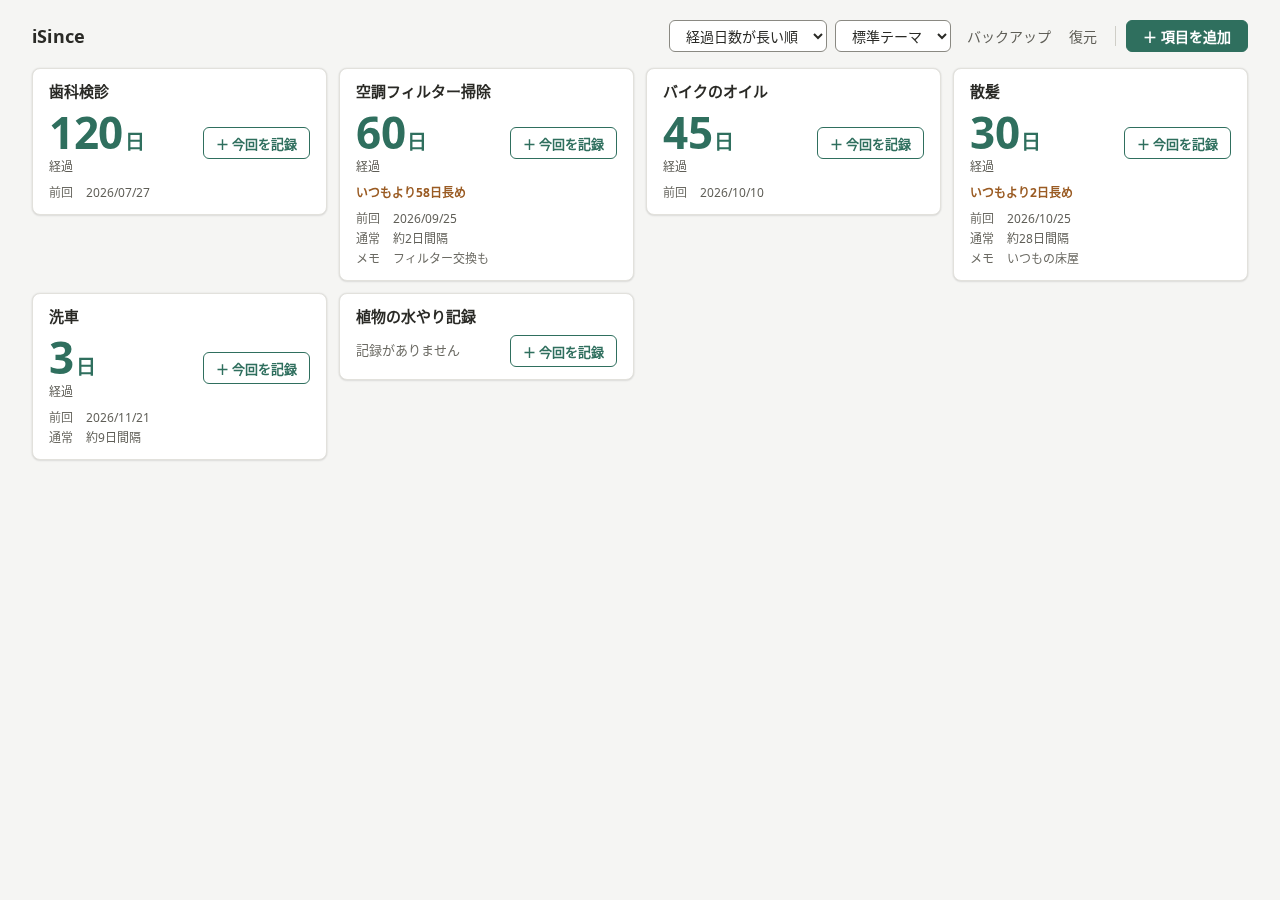 iSince
経過日数が長い順
標準テーマ
バックアップ
復元
＋ 項目を追加
歯科検診
120日
経過
＋ 今回を記録
前回 2026/07/27
空調フィルター掃除
60日
経過
＋ 今回を記録
いつもより58日長め
前回 2026/09/25
通常 約2日間隔
メモ フィルター交換も
バイクのオイル
45日
経過
＋ 今回を記録
前回 2026/10/10
散髪
30日
経過
＋ 今回を記録
いつもより2日長め
前回 2026/10/25
通常 約28日間隔
メモ いつもの床屋
洗車
3日
経過
＋ 今回を記録
前回 2026/11/21
通常 約9日間隔
植物の水やり記録
記録がありません
＋ 今回を記録